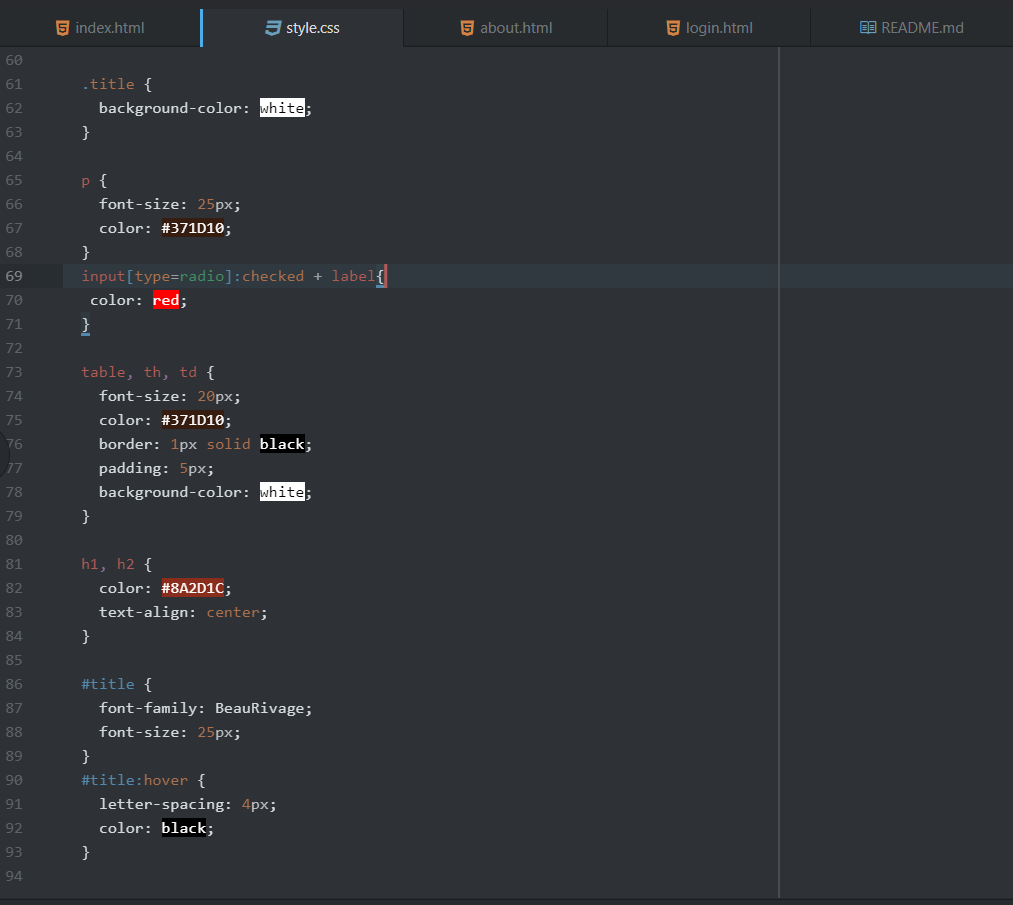 index.html style.css about.html login.html README.md
60
61 .title {
62 background-color: white;
63 }
64
65 p {
66 font-size: 25px;
67 color: #371D10;
68 }
69 input[type=radio]:checked + label{
70 color: red;
71 }
72
73 table, th, td {
74 font-size: 20px;
75 color: #371D10;
76 border: 1px solid black;
77 padding: 5px;
78 background-color: white;
79 }
80
81 h1, h2 {
82 color: #8A2D1C;
83 text-align: center;
84 }
85
86 #title {
87 font-family: BeauRivage;
88 font-size: 25px;
89 }
90 #title:hover {
91 letter-spacing: 4px;
92 color: black;
93 }
94